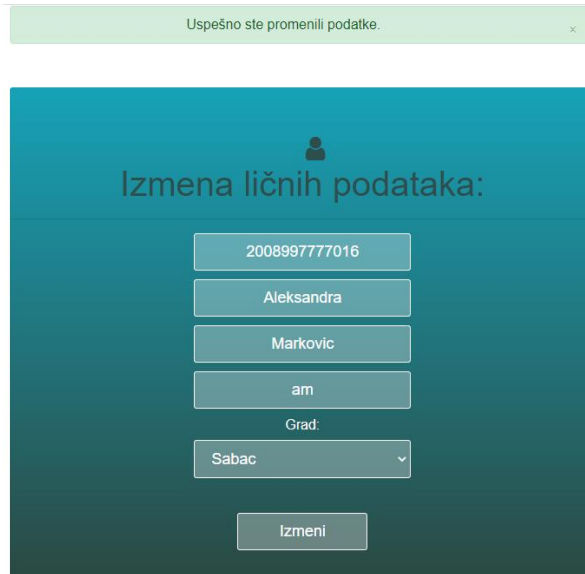 Uspešno ste promenili podatke.
×
Izmena ličnih podataka:
2008997777016
Aleksandra
Markovic
am
Grad:
Sabac
Izmeni